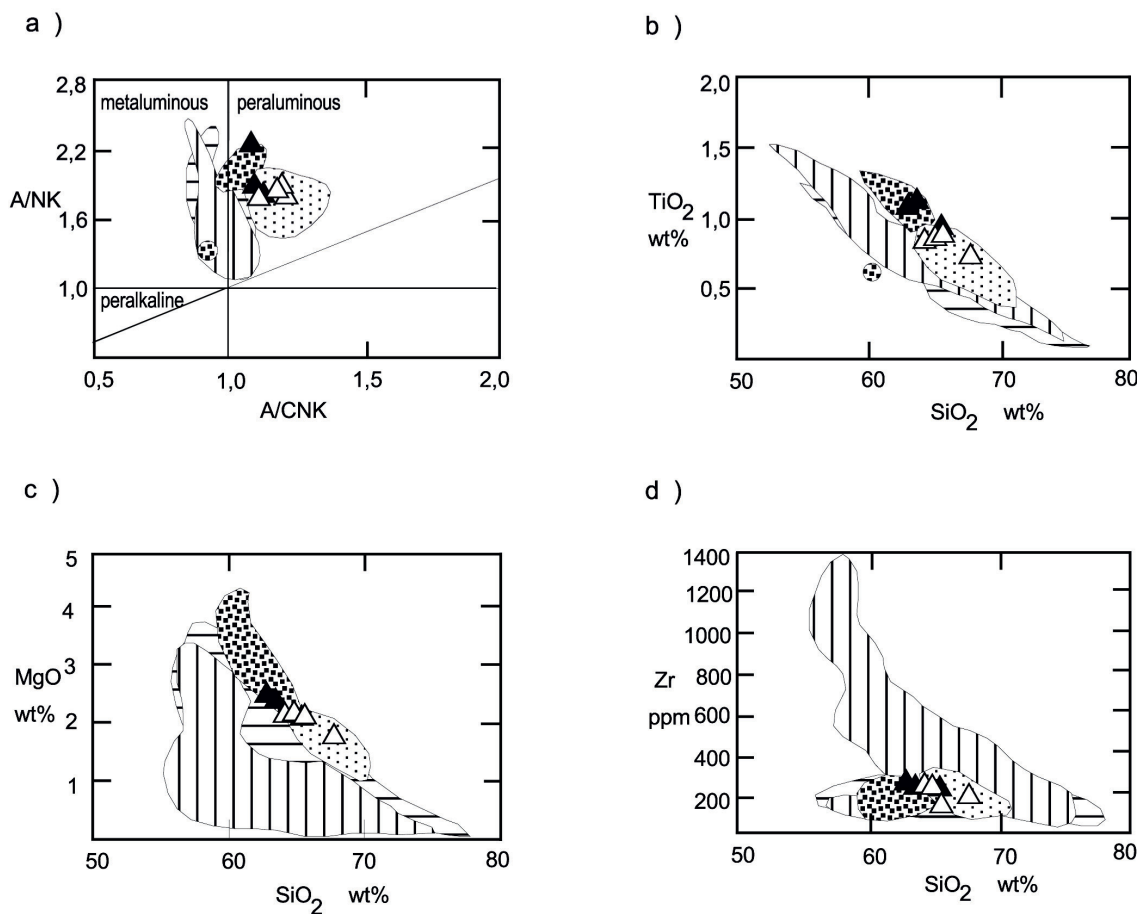 a )
2,8
2,2
A/NK
1,6
1,0
metaluminous
peraluminous
peralkaline
0,5
1,0
1,5
2,0
A/CNK
b )
2,0
1,5
TiO2
1,0
wt%
0,5
50
60
70
80
SiO2 wt%
c )
5
4
MgO
3
wt%
2
1
50
60
70
80
SiO2 wt%
d )
1400
1200
1000
Zr
800
ppm
600
400
200
50
60
70
80
SiO2 wt%